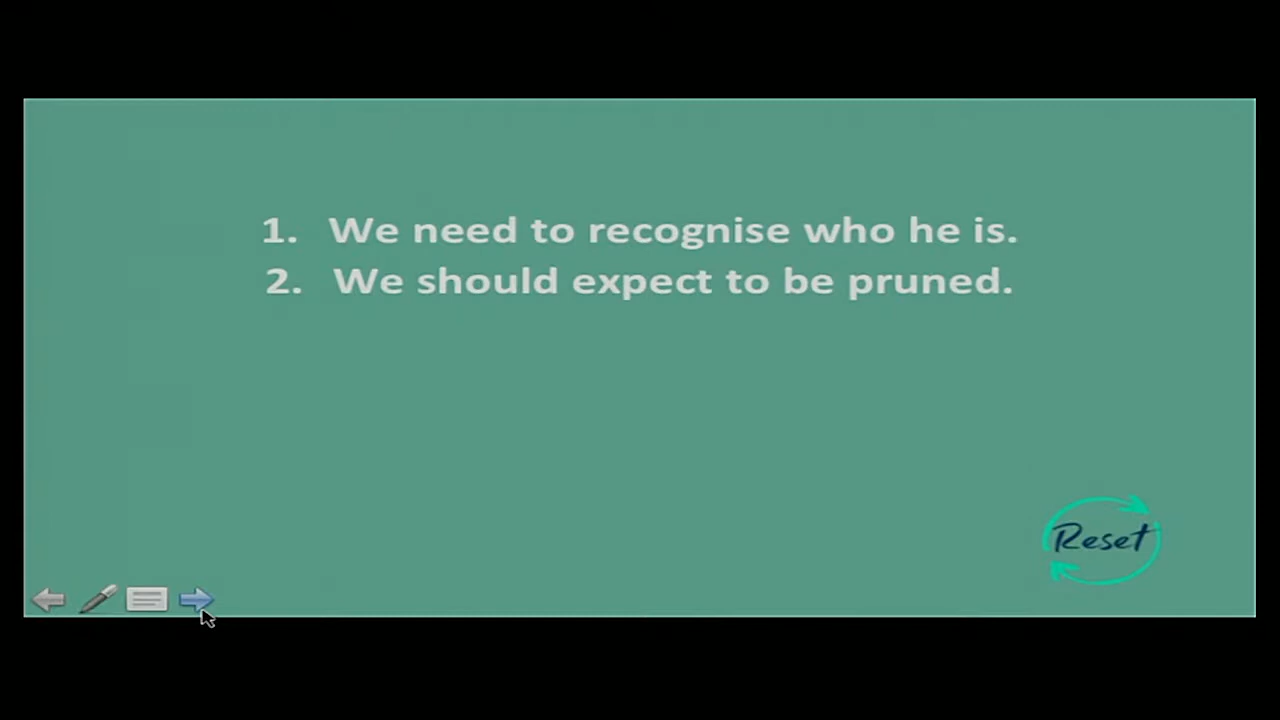 1. We need to recognise who he is.
2. We should expect to be pruned.
Reset